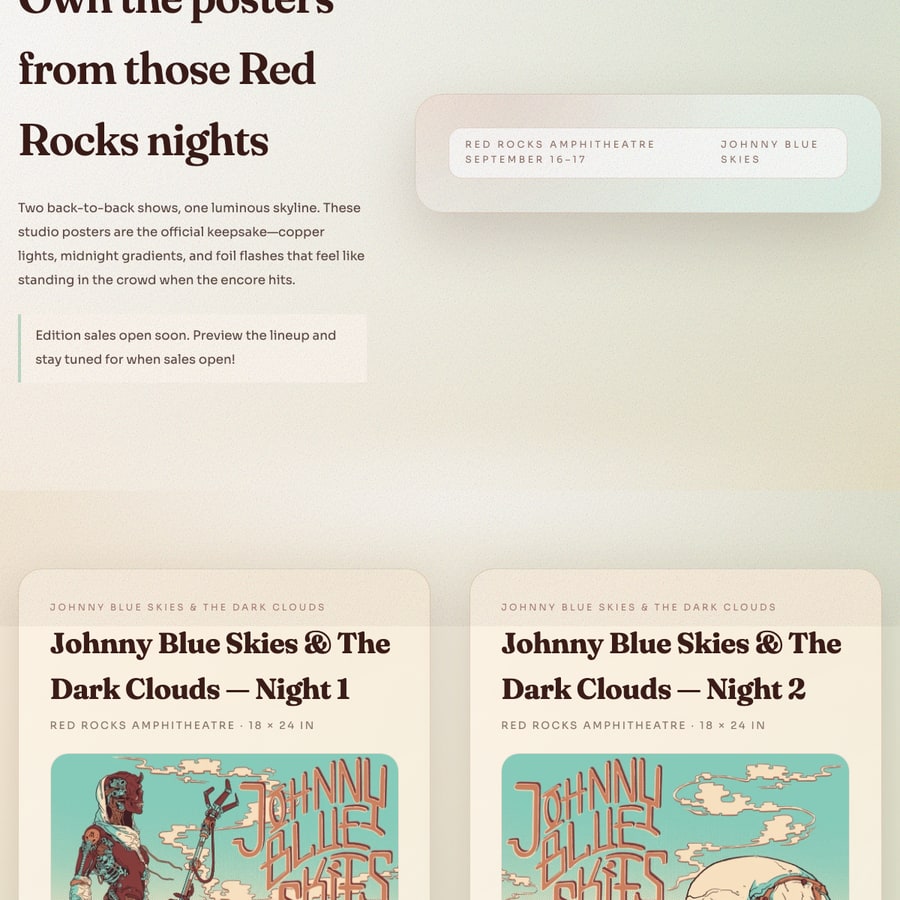 Own the posters
from those Red
Rocks nights
Two back-to-back shows, one luminous skyline. These
studio posters are the official keepsake—copper
lights, midnight gradients, and foil flashes that feel like
standing in the crowd when the encore hits.
Edition sales open soon. Preview the lineup and
stay tuned for when sales open!
RED ROCKS AMPHITHEATRE
SEPTEMBER 16–17
JOHNNY BLUE
SKIES
JOHNNY BLUE SKIES & THE DARK CLOUDS
Johnny Blue Skies & The
Dark Clouds — Night 1
RED ROCKS AMPHITHEATRE · 18 × 24 IN
JOHNNY
BLUE
SKIES
JOHNNY BLUE SKIES & THE DARK CLOUDS
Johnny Blue Skies & The
Dark Clouds — Night 2
RED ROCKS AMPHITHEATRE · 18 × 24 IN
JOHNNY
BLUE
SKIES